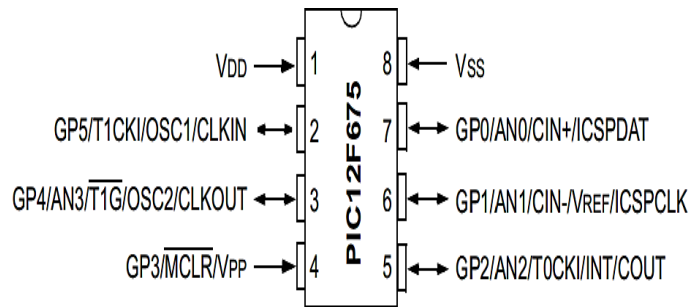 VDD 1 8 VSS
GP5/T1CKI/OSC1/CLKIN 2 7 GP0/AN0/CIN+/ICSPDAT
GP4/AN3/T1G/OSC2/CLKOUT 3 6 GP1/AN1/CIN-/VREF/ICSPCLK
GP3/MCLR/VPP 4 5 GP2/AN2/T0CKI/INT/COUT
PIC12F675